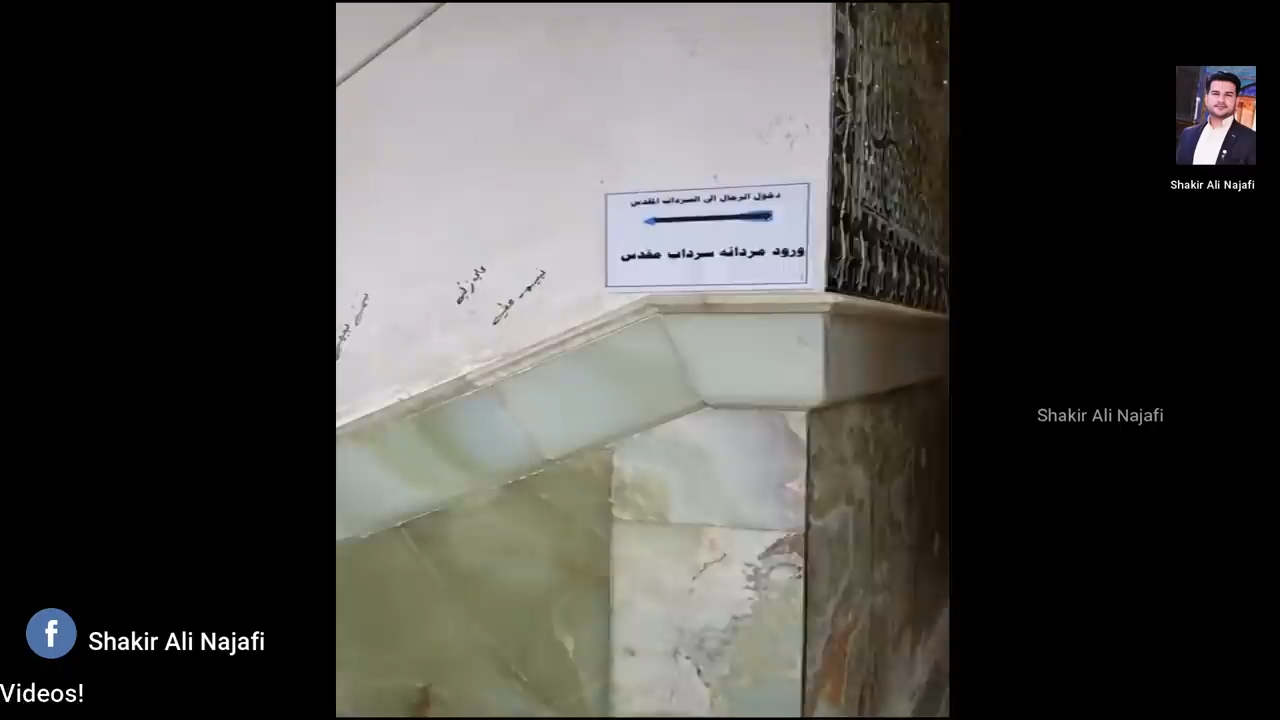 دخول الرجال الى السرداب المقدس
ورود مردانه سرداب مقدس
Shakir Ali Najafi
Shakir Ali Najafi
Shakir Ali Najafi
Videos!